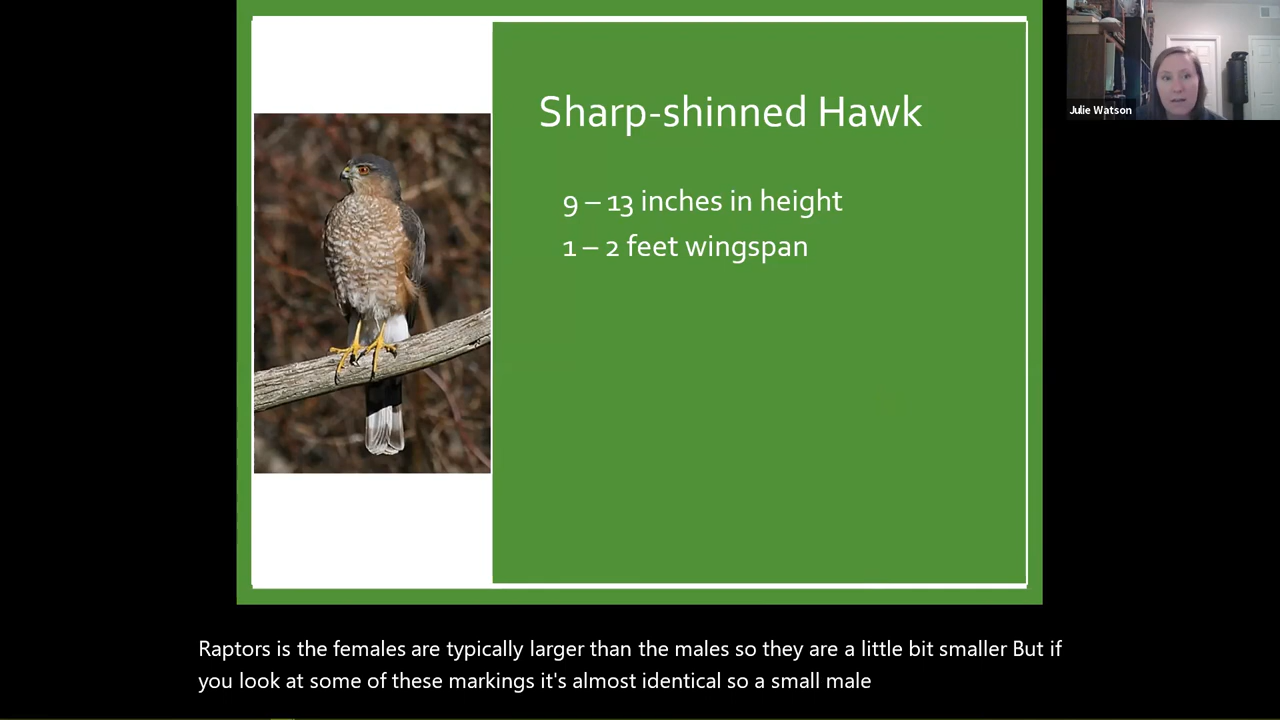 Julie Watson
Sharp-shinned Hawk
9 – 13 inches in height
1 – 2 feet wingspan
Raptors is the females are typically larger than the males so they are a little bit smaller But if
you look at some of these markings it's almost identical so a small male